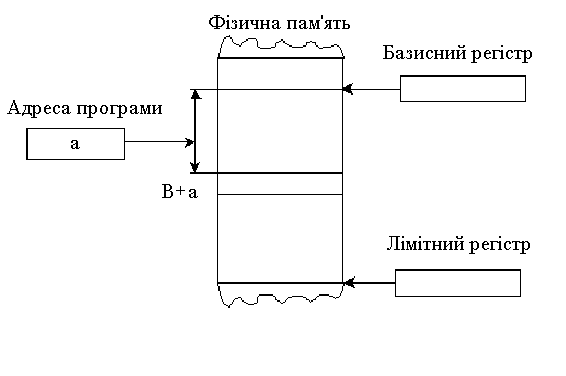 Фізична пам'ять
Базисний регістр
Адреса програми
а
В+а
Лімітний регістр